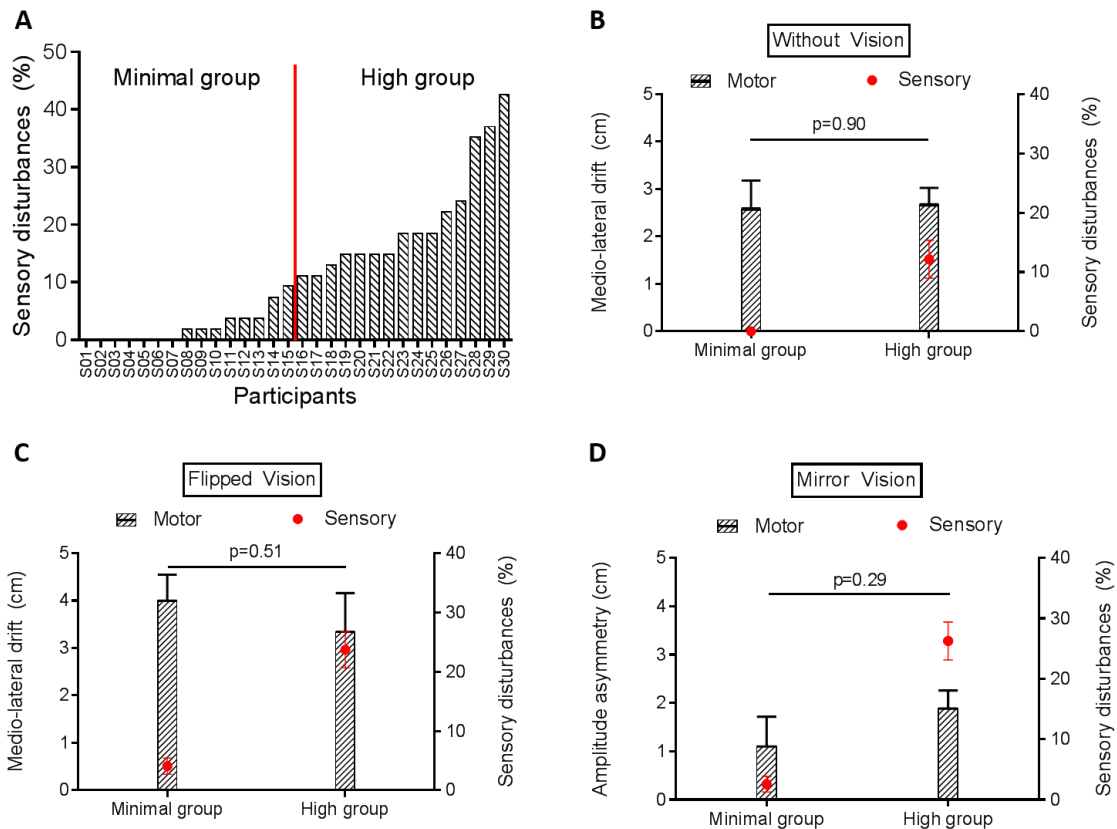 A
Sensory disturbances (%)
50
40
30
20
10
0
Minimal group
High group
S01 S02 S03 S04 S05 S06 S07 S08 S09 S10 S11 S12 S13 S14 S15 S16 S17 S18 S19 S20 S21 S22 S23 S24 S25 S26 S27 S28 S29 S30
Participants
B
Without Vision
Motor
Sensory
Medio-lateral drift (cm)
5
4
3
2
1
0
p=0.90
40
30
20
10
0
Sensory disturbances (%)
Minimal group
High group
C
Flipped Vision
Motor
Sensory
Medio-lateral drift (cm)
5
4
3
2
1
0
p=0.51
40
30
20
10
0
Sensory disturbances (%)
Minimal group
High group
D
Mirror Vision
Motor
Sensory
Amplitude asymmetry (cm)
5
4
3
2
1
0
p=0.29
40
30
20
10
0
Sensory disturbances (%)
Minimal group
High group